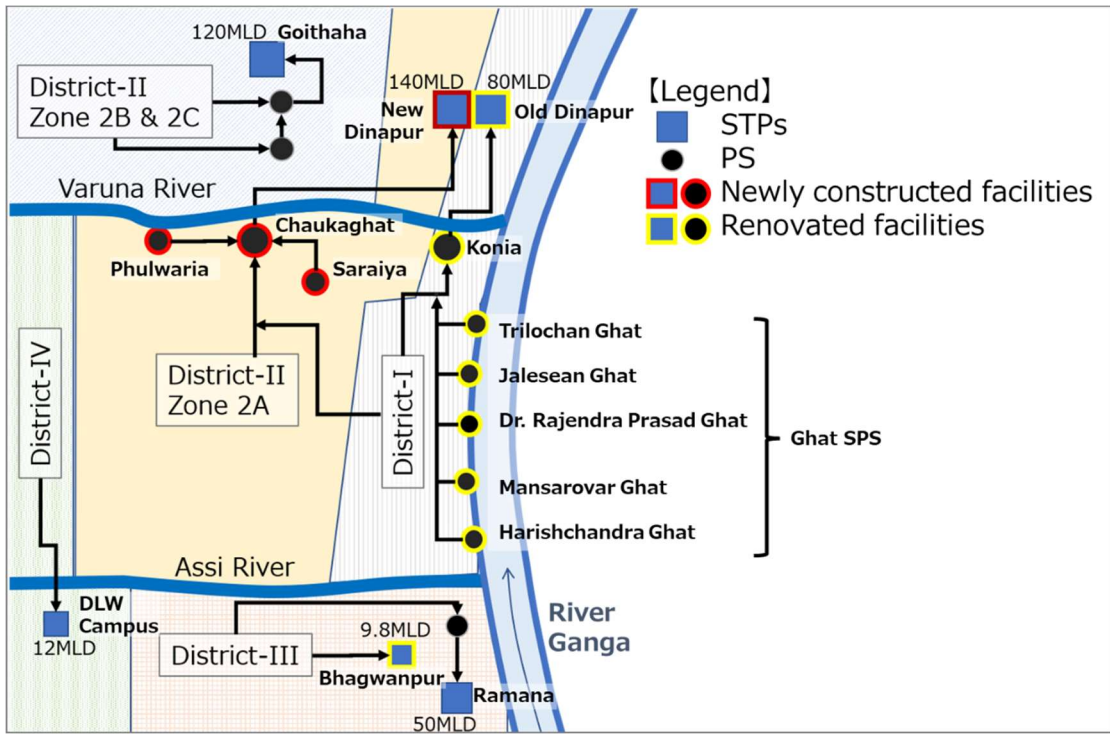 120MLD Goithaha
District-II
Zone 2B & 2C
140MLD
80MLD
New
Dinapur
Old Dinapur
【Legend】
STPs
PS
Newly constructed facilities
Renovated facilities
Varuna River
Chaukaghat
Phulwaria
Saraiya
Konia
District-IV
District-II
Zone 2A
District-I
Trilochan Ghat
Jalesean Ghat
Dr. Rajendra Prasad Ghat
Mansarovar Ghat
Harishchandra Ghat
Ghat SPS
Assi River
DLW
Campus
12MLD
District-III
9.8MLD
Bhagwanpur
Ramana
50MLD
River
Ganga